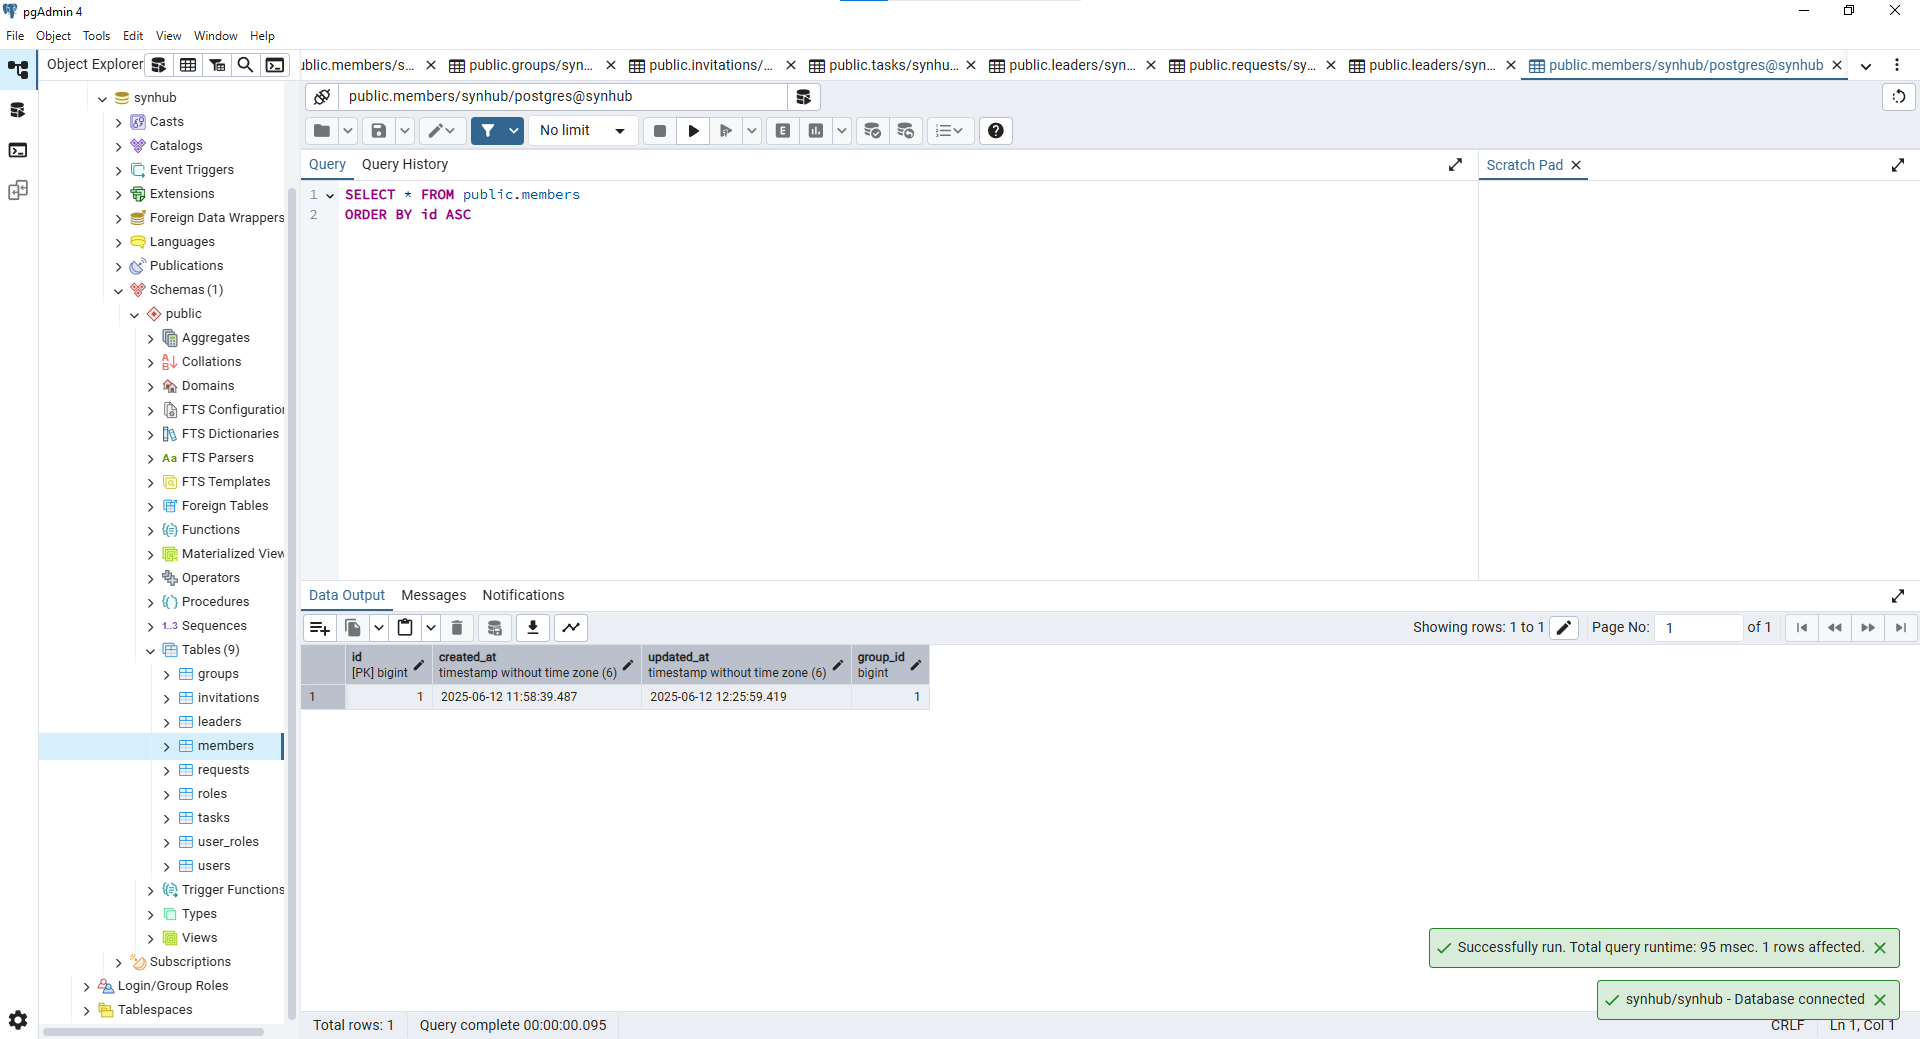 pgAdmin 4
File Object Tools Edit View Window Help
Object Explorer
ublic.members/s... public.groups/syn... public.invitations/... public.tasks/synhu... public.leaders/syn... public.requests/sy... public.leaders/syn... public.members/synhub/postgres@synhub
public.members/synhub/postgres@synhub
No limit
E
Query Query History
Scratch Pad
1 SELECT * FROM public.members
2 ORDER BY id ASC
synhub
Casts
Catalogs
Event Triggers
Extensions
Foreign Data Wrappers
Languages
Publications
Schemas (1)
public
Aggregates
Collations
Domains
FTS Configuration
FTS Dictionaries
Aa FTS Parsers
FTS Templates
Foreign Tables
Functions
Materialized View
Operators
Procedures
1..3 Sequences
Tables (9)
groups
invitations
leaders
members
requests
roles
tasks
user_roles
users
Trigger Functions
Types
Views
Subscriptions
Login/Group Roles
Tablespaces
Data Output Messages Notifications
Showing rows: 1 to 1 Page No: 1 of 1
id created_at updated_at group_id
[PK] bigint timestamp without time zone (6) timestamp without time zone (6) bigint
1 1 2025-06-12 11:58:39.487 2025-06-12 12:25:59.419 1
Successfully run. Total query runtime: 95 msec. 1 rows affected.
synhub/synhub - Database connected
Total rows: 1 Query complete 00:00:00.095 CRLF Ln 1, Col 1